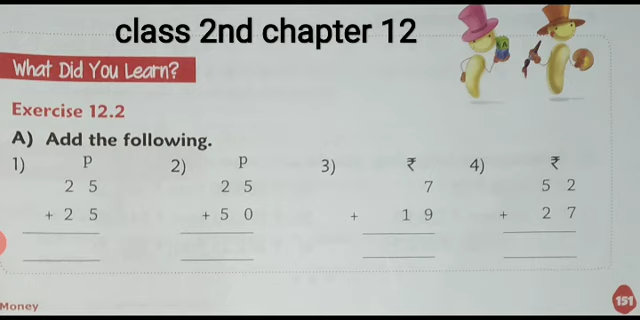 class 2nd chapter 12
What Did You Learn?
Exercise 12.2
A) Add the following.
1) P 2) P 3) ₹ 4) ₹
2 5 2 5 7 5 2
+ 2 5 + 5 0 + 1 9 + 2 7
Money 151